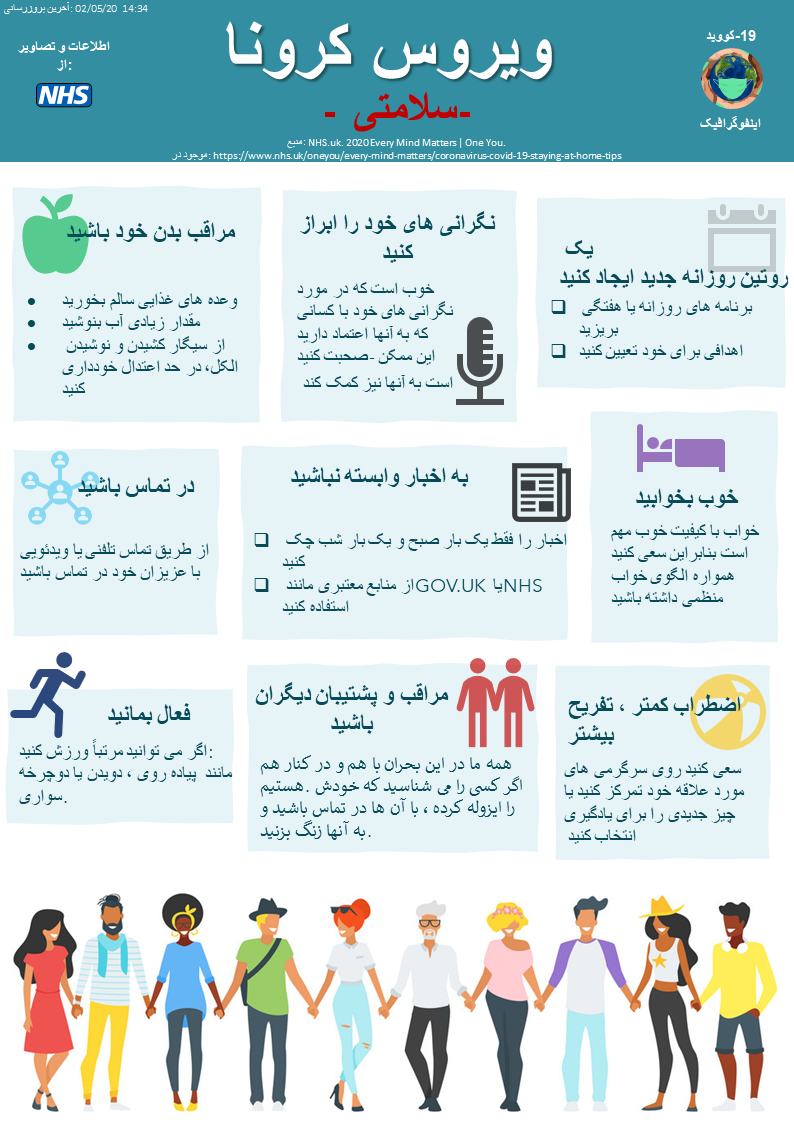 آخرین بروزرسانی: 02/05/20 14:34
کووید-19
اینفوگرافیک
ویروس کرونا
- سلامتی-
اطلاعات و تصاویر
از:
NHS
منبع: NHS.uk. 2020 Every Mind Matters | One You.
موجود در: https://www.nhs.uk/oneyou/every-mind-matters/coronavirus-covid-19-staying-at-home-tips
یک
روتین روزانه جدید ایجاد کنید
❑ برنامه های روزانه یا هفتگی
بریزید
❑ اهدافی برای خود تعیین کنید
نگرانی های خود را ابراز
کنید
خوب است که در مورد
نگرانی های خود با کسانی
که به آنها اعتماد دارید
صحبت کنید- این ممکن
است به آنها نیز کمک کند
مراقب بدن خود باشید
● وعده های غذایی سالم بخورید
● مقدار زیادی آب بنوشید
● از سیگار کشیدن و نوشیدن
الکل، در حد اعتدال خودداری
کنید
خوب بخوابید
خواب با کیفیت خوب مهم
است بنابراین سعی کنید
همواره الگوی خواب
منظمی داشته باشید
به اخبار وابسته نباشید
❑ اخبار را فقط یک بار صبح و یک بار شب چک
کنید
❑ از منابع معتبری مانند GOV.UK یا NHS
استفاده کنید
در تماس باشید
از طریق تماس تلفنی یا ویدئویی
با عزیزان خود در تماس باشید
اضطراب کمتر ، تفریح
بیشتر
سعی کنید روی سرگرمی های
مورد علاقه خود تمرکز کنید یا
چیز جدیدی را برای یادگیری
انتخاب کنید
مراقب و پشتیبان دیگران
باشید
همه ما در این بحران با هم و در کنار هم
هستیم. اگر کسی را می شناسید که خودش
را ایزوله کرده ، با آن ها در تماس باشید و
به آنها زنگ بزنید.
فعال بمانید
اگر می توانید مرتباً ورزش کنید:
مانند پیاده روی ، دویدن یا دوچرخه
سواری.